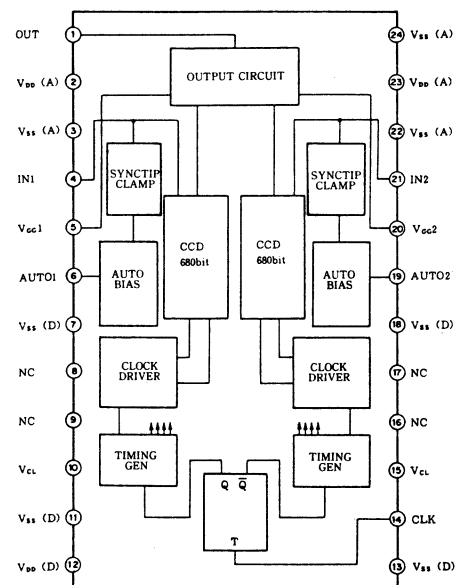 OUT 1 24 VSS (A)
OUTPUT CIRCUIT
VDD (A) 2 23 VDD (A)
VSS (A) 3 22 VSS (A)
SYNCTIP CLAMP SYNCTIP CLAMP
IN1 4 21 IN2
VGG1 5 20 VGG2
CCD 680bit CCD 680bit
AUTO1 6 19 AUTO2
AUTO BIAS AUTO BIAS
VSS (D) 7 18 VSS (D)
NC 8 17 NC
CLOCK DRIVER CLOCK DRIVER
NC 9 16 NC
TIMING GEN TIMING GEN
VCL 10 15 VCL
Q Q̅
VSS (D) 11 14 CLK
T
VDD (D) 12 13 VSS (D)